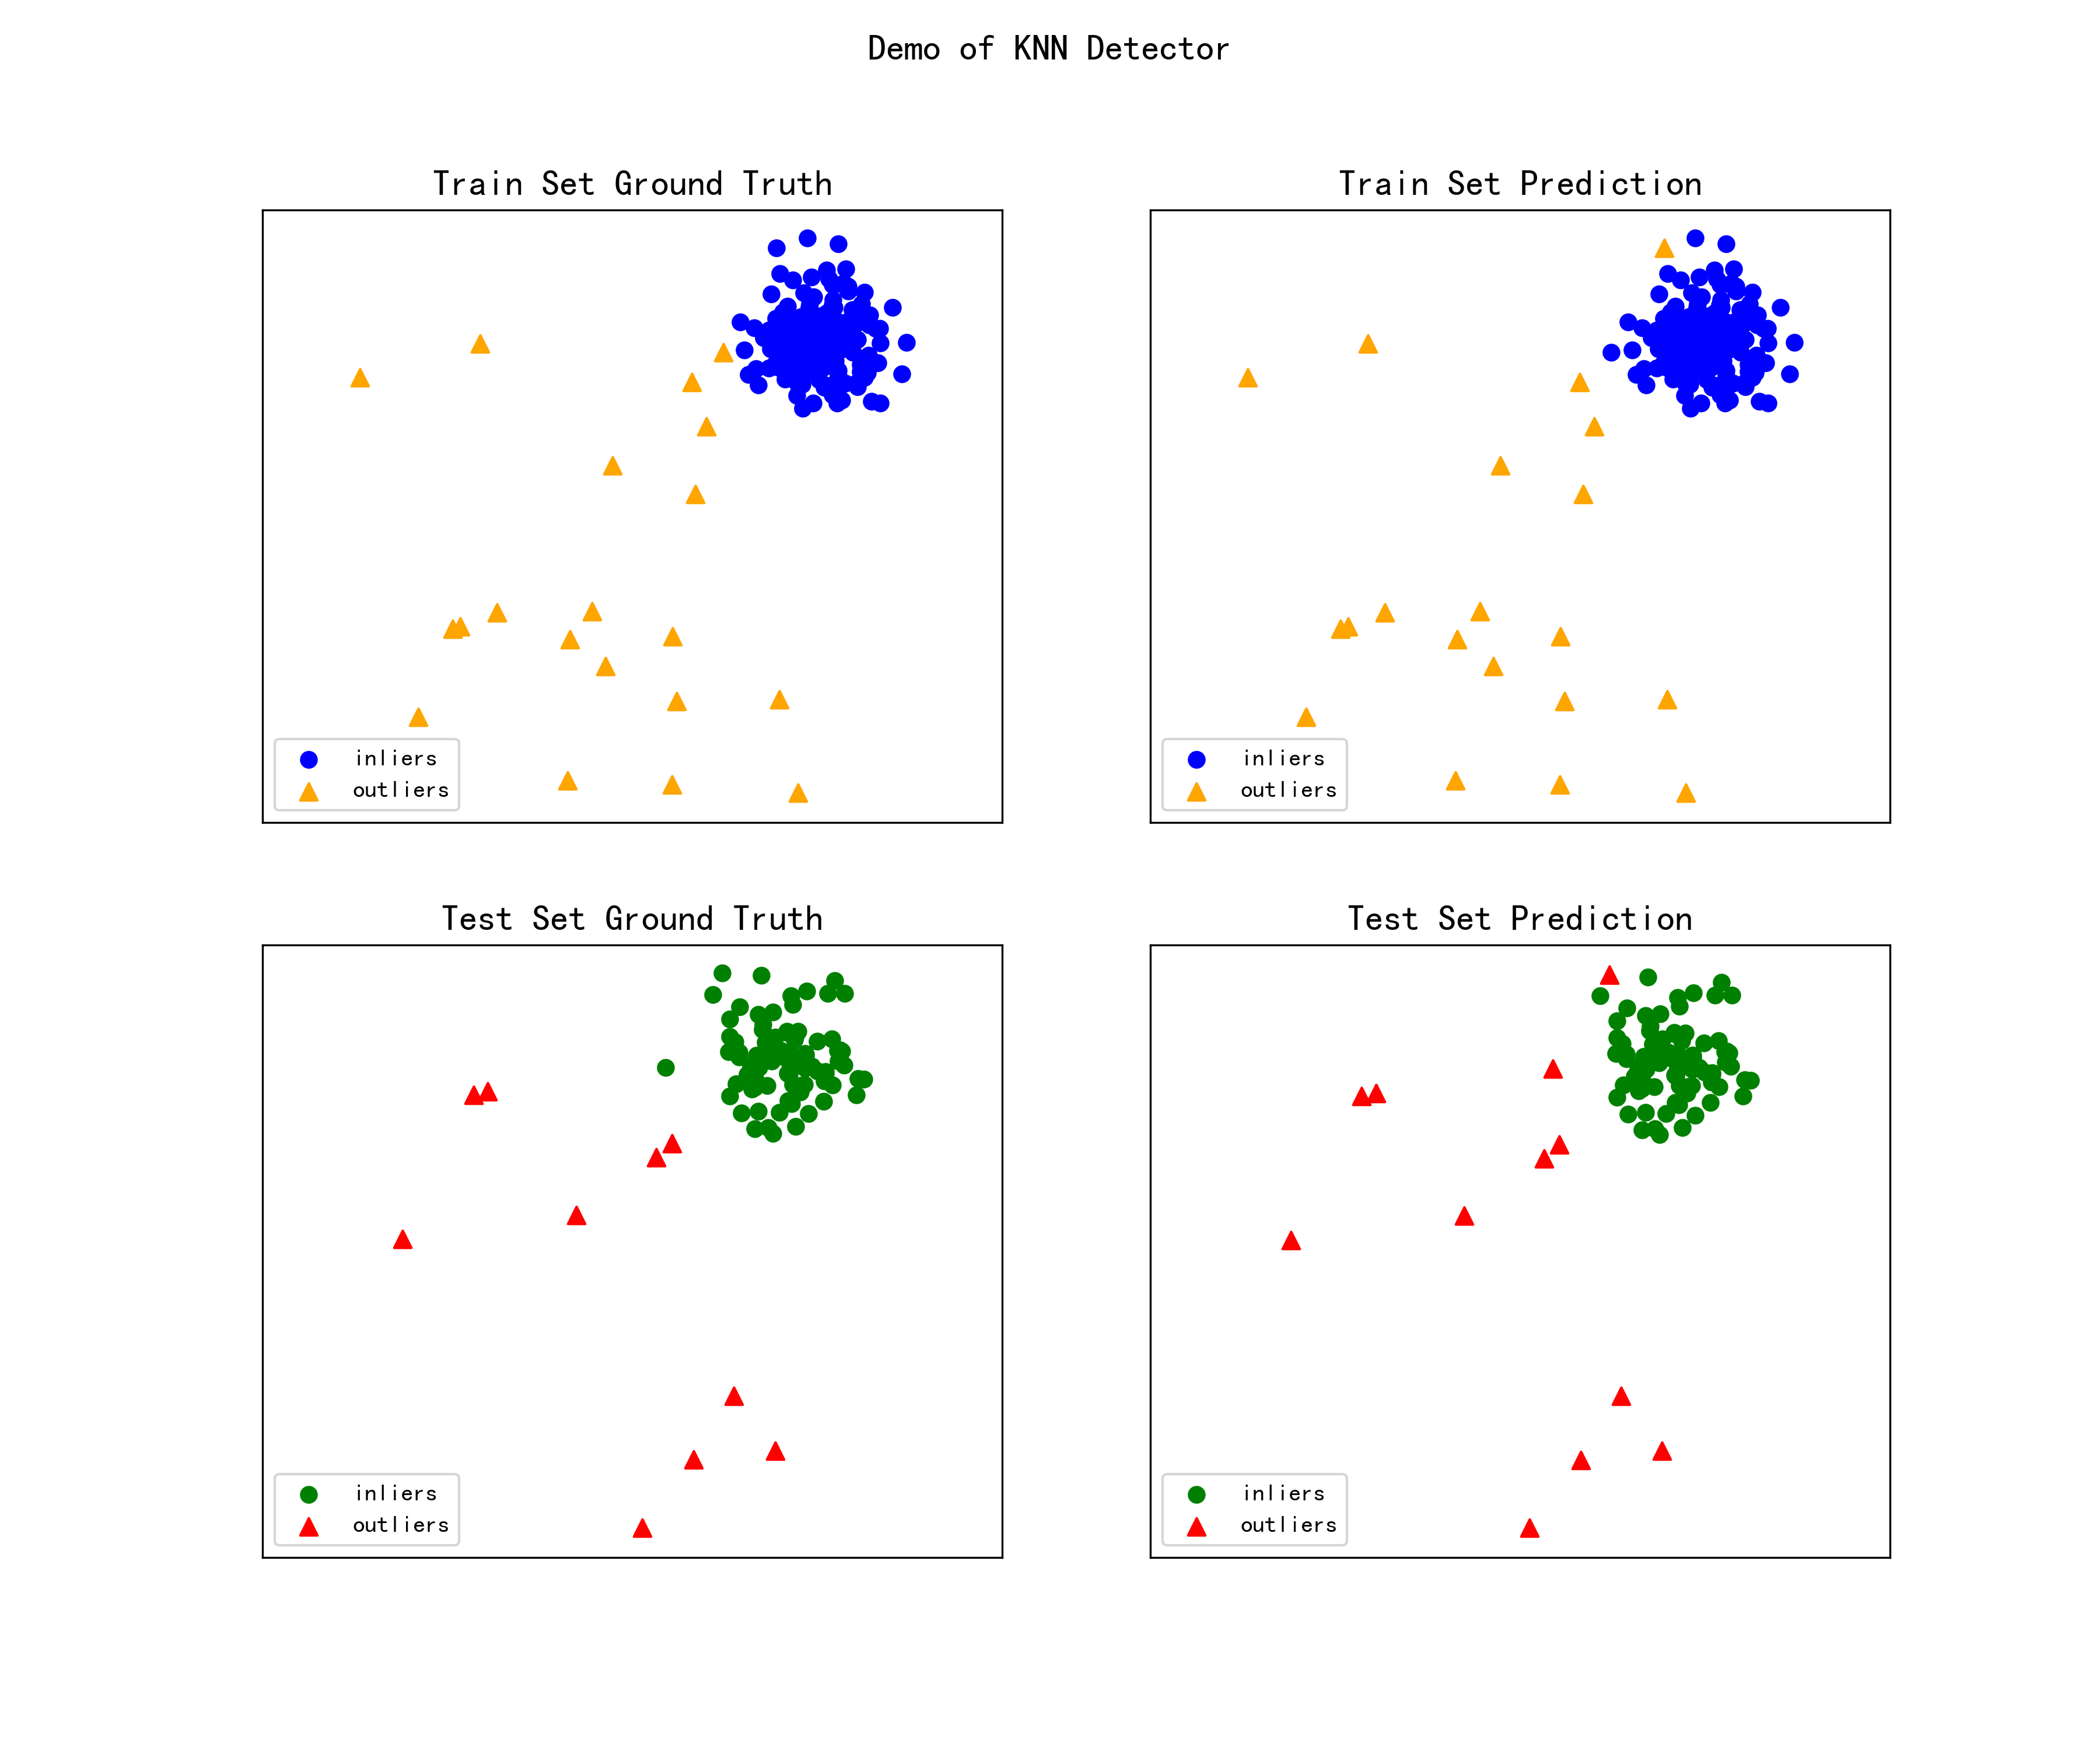 Demo of KNN Detector
Train Set Ground Truth
Train Set Prediction
inliers
outliers
inliers
outliers
Test Set Ground Truth
Test Set Prediction
inliers
outliers
inliers
outliers